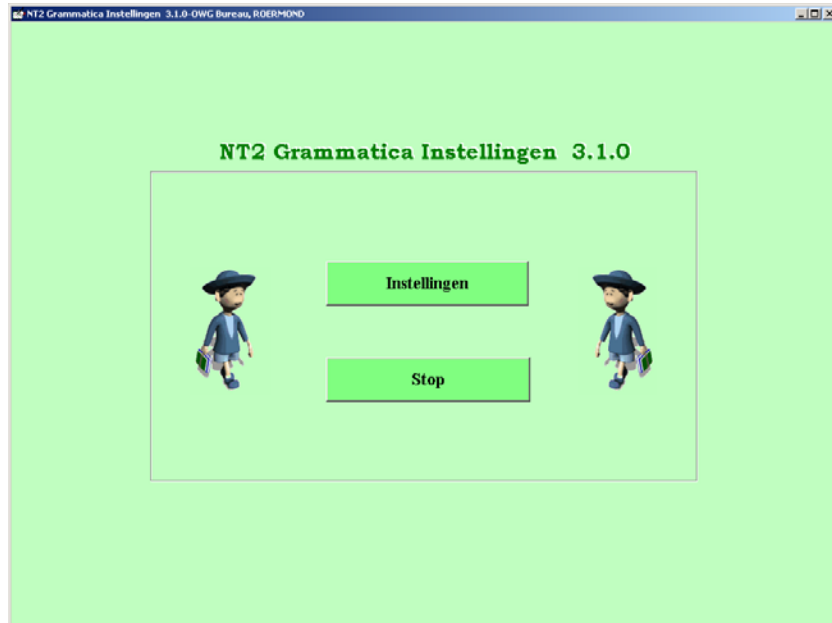 NT2 Grammatica Instellingen 3.1.0-OWG Bureau, ROERMOND
NT2 Grammatica Instellingen 3.1.0
Instellingen
Stop